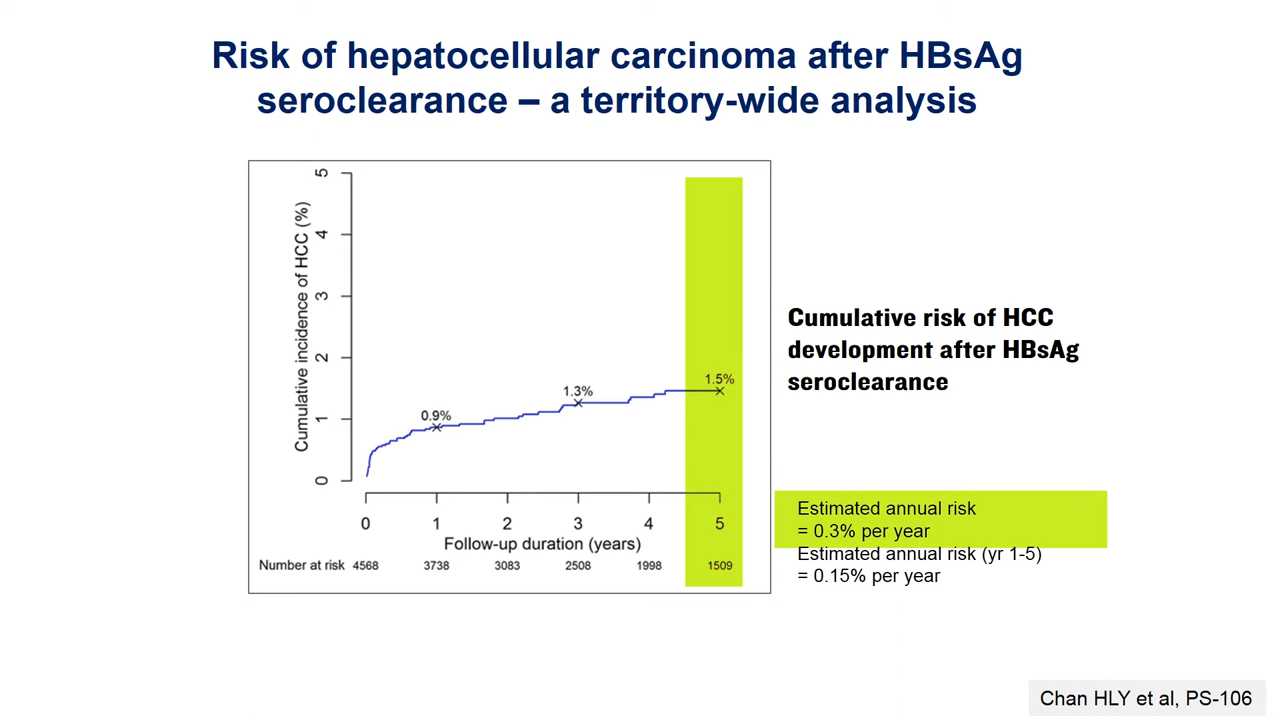 Risk of hepatocellular carcinoma after HBsAg
seroclearance – a territory-wide analysis
Cumulative incidence of HCC (%)
5
4
3
2
1
0
0.9%
1.3%
1.5%
0 1 2 3 4 5
Follow-up duration (years)
Number at risk 4568 3738 3083 2508 1998 1509
Cumulative risk of HCC
development after HBsAg
seroclearance
Estimated annual risk
= 0.3% per year
Estimated annual risk (yr 1-5)
= 0.15% per year
Chan HLY et al, PS-106